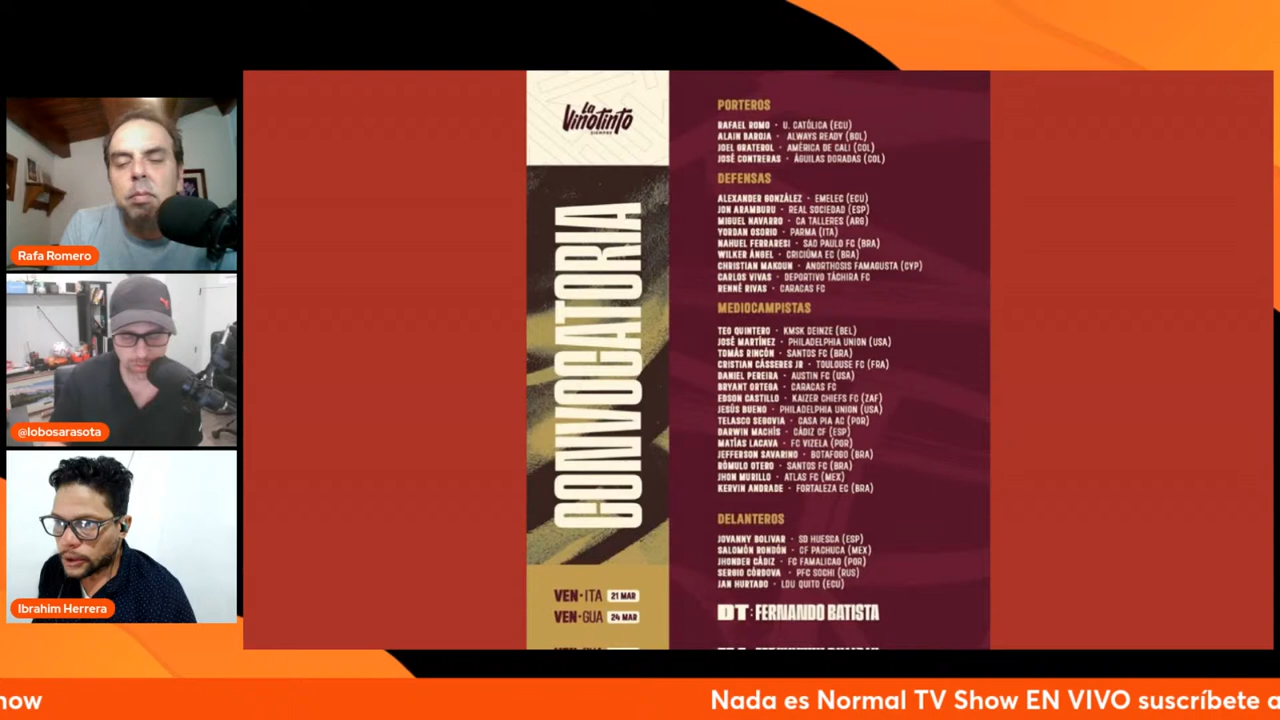 Rafa Romero
@lobosarasota
Ibrahim Herrera
La
Vinotinto
SIEMPRE
CONVOCATORIA
VEN·ITA 21 MAR
VEN·GUA 24 MAR
PORTEROS
RAFAEL ROMO · U. CATÓLICA (ECU)
ALAIN BAROJA · ALWAYS READY (BOL)
JOEL GRATEROL · AMÉRICA DE CALI (COL)
JOSÉ CONTRERAS · ÁGUILAS DORADAS (COL)
DEFENSAS
ALEXANDER GONZÁLEZ · EMELEC (ECU)
JON ARAMBURU · REAL SOCIEDAD (ESP)
MIGUEL NAVARRO · CA TALLERES (ARG)
YORDAN OSORIO · PARMA (ITA)
NAHUEL FERRARESI · SAO PAULO FC (BRA)
WILKER ÁNGEL · CRICIÚMA EC (BRA)
CHRISTIAN MAKOUN · ANORTHOSIS FAMAGUSTA (CYP)
CARLOS VIVAS · DEPORTIVO TÁCHIRA FC
RENNÉ RIVAS · CARACAS FC
MEDIOCAMPISTAS
TEO QUINTERO · KMSK DEINZE (BEL)
JOSÉ MARTÍNEZ · PHILADELPHIA UNION (USA)
TOMÁS RINCÓN · SANTOS FC (BRA)
CRISTIAN CÁSSERES JR · TOULOUSE FC (FRA)
DANIEL PEREIRA · AUSTIN FC (USA)
BRYANT ORTEGA · CARACAS FC
EDSON CASTILLO · KAIZER CHIEFS FC (ZAF)
JESÚS BUENO · PHILADELPHIA UNION (USA)
TELASCO SEGOVIA · CASA PIA AC (POR)
DARWIN MACHÍS · CÁDIZ CF (ESP)
MATÍAS LACAVA · FC VIZELA (POR)
JEFFERSON SAVARINO · BOTAFOGO (BRA)
RÓMULO OTERO · SANTOS FC (BRA)
JHON MURILLO · ATLAS FC (MEX)
KERVIN ANDRADE · FORTALEZA EC (BRA)
DELANTEROS
JOVANNY BOLIVAR · SD HUESCA (ESP)
SALOMÓN RONDÓN · CF PACHUCA (MEX)
JHONDER CÁDIZ · FC FAMALICAO (POR)
SERGIO CÓRDOVA · PFC SOCHI (RUS)
JAN HURTADO · LDU QUITO (ECU)
DT: FERNANDO BATISTA
how
Nada es Normal TV Show EN VIVO suscríbete a